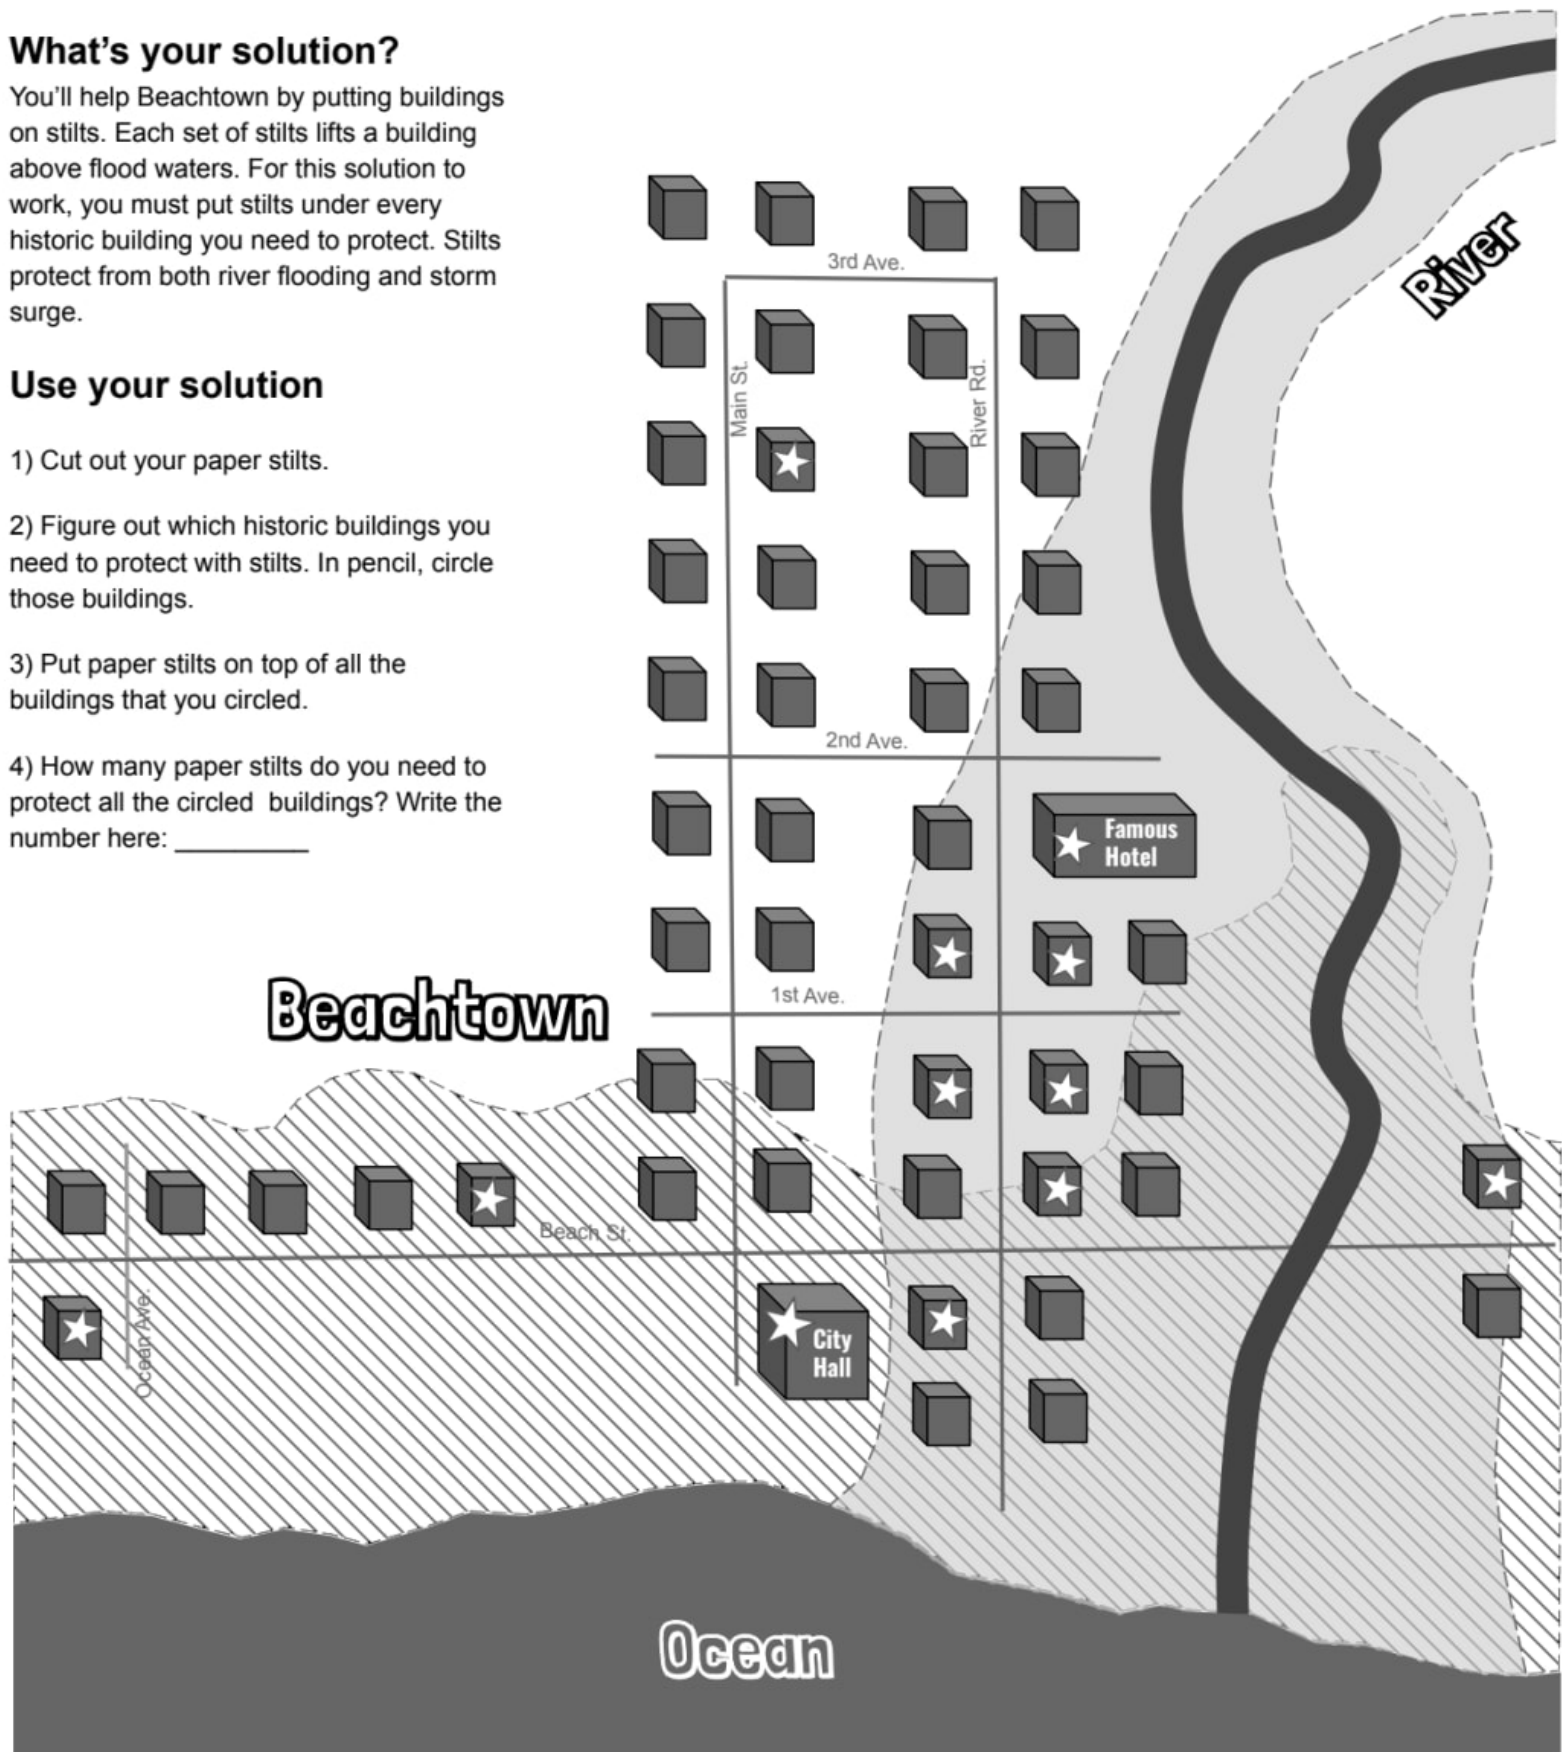 What's your solution?
You'll help Beachtown by putting buildings
on stilts. Each set of stilts lifts a building
above flood waters. For this solution to
work, you must put stilts under every
historic building you need to protect. Stilts
protect from both river flooding and storm
surge.
Use your solution
1) Cut out your paper stilts.
2) Figure out which historic buildings you
need to protect with stilts. In pencil, circle
those buildings.
3) Put paper stilts on top of all the
buildings that you circled.
4) How many paper stilts do you need to
protect all the circled  buildings? Write the
number here: _________
River
3rd Ave.
Main St.
River Rd.
2nd Ave.
Famous
Hotel
Beachtown
1st Ave.
Beach St.
Ocean Ave.
City
Hall
Ocean